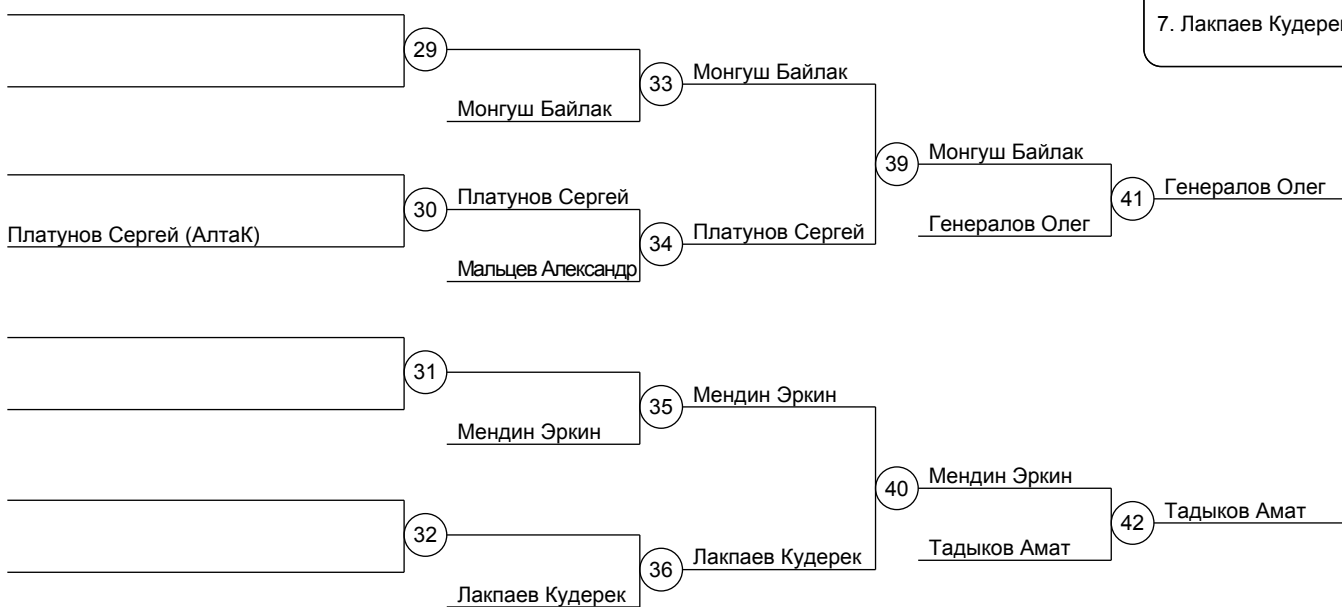 7. Лакпаев Кудерек
29
33
Монгуш Байлак
Монгуш Байлак
39
Монгуш Байлак
30
Платунов Сергей
41
Генералов Олег
Платунов Сергей (АлтаК)
34
Платунов Сергей
Генералов Олег
Мальцев Александр
31
35
Мендин Эркин
Мендин Эркин
40
Мендин Эркин
42
Тадыков Амат
32
Тадыков Амат
36
Лакпаев Кудерек
Лакпаев Кудерек